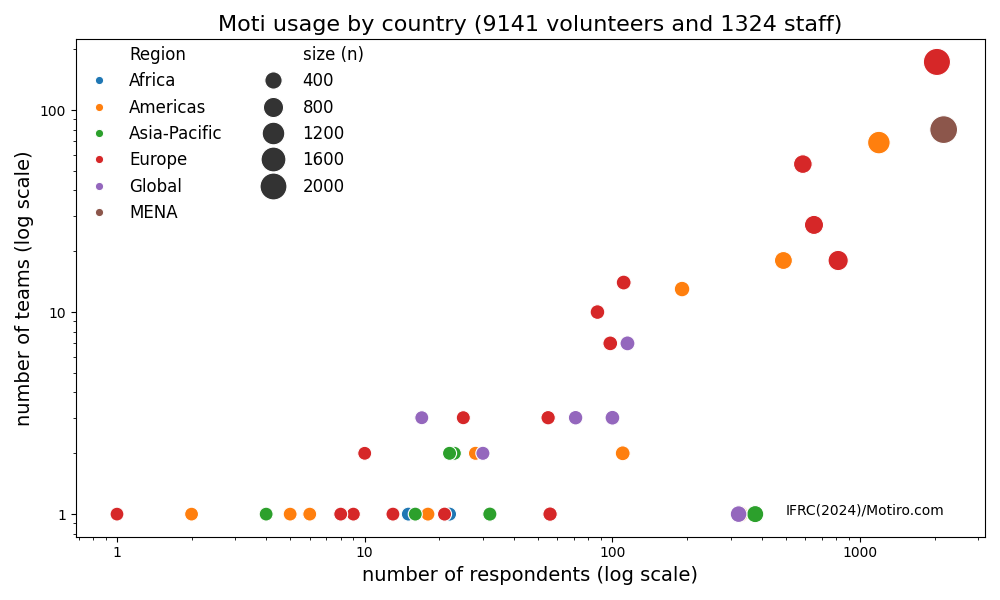 Moti usage by country (9141 volunteers and 1324 staff)
number of teams (log scale)
100
10
1
Region
Africa
Americas
Asia-Pacific
Europe
Global
MENA
size (n)
400
800
1200
1600
2000
IFRC(2024)/Motiro.com
1 10 100 1000
number of respondents (log scale)